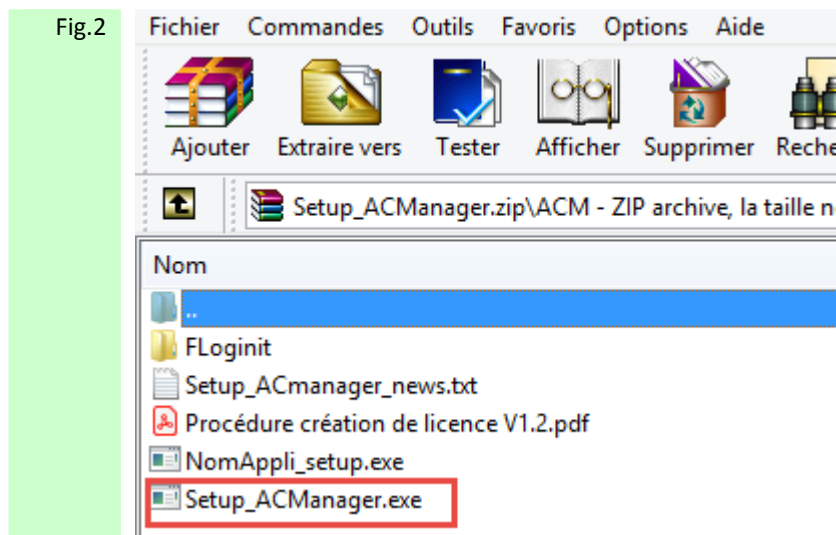 Fig.2
Fichier Commandes Outils Favoris Options Aide
Ajouter Extraire vers Tester Afficher Supprimer Reche
Setup_ACManager.zip\ACM - ZIP archive, la taille n
Nom
..
FLoginit
Setup_ACmanager_news.txt
Procédure création de licence V1.2.pdf
NomAppli_setup.exe
Setup_ACManager.exe